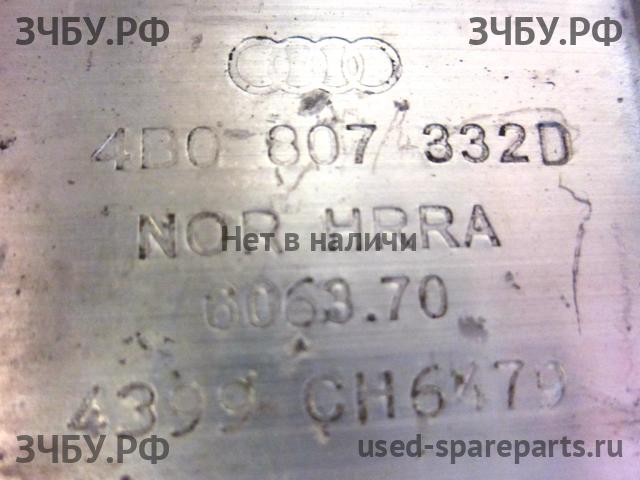 ЗЧБУ.РФ ЗЧБУ.РФ
4B0 807 332D
NOR HRRA
Нет в наличи
6063.70
4399 CH6479
ЗЧБУ.РФ used-spareparts.ru